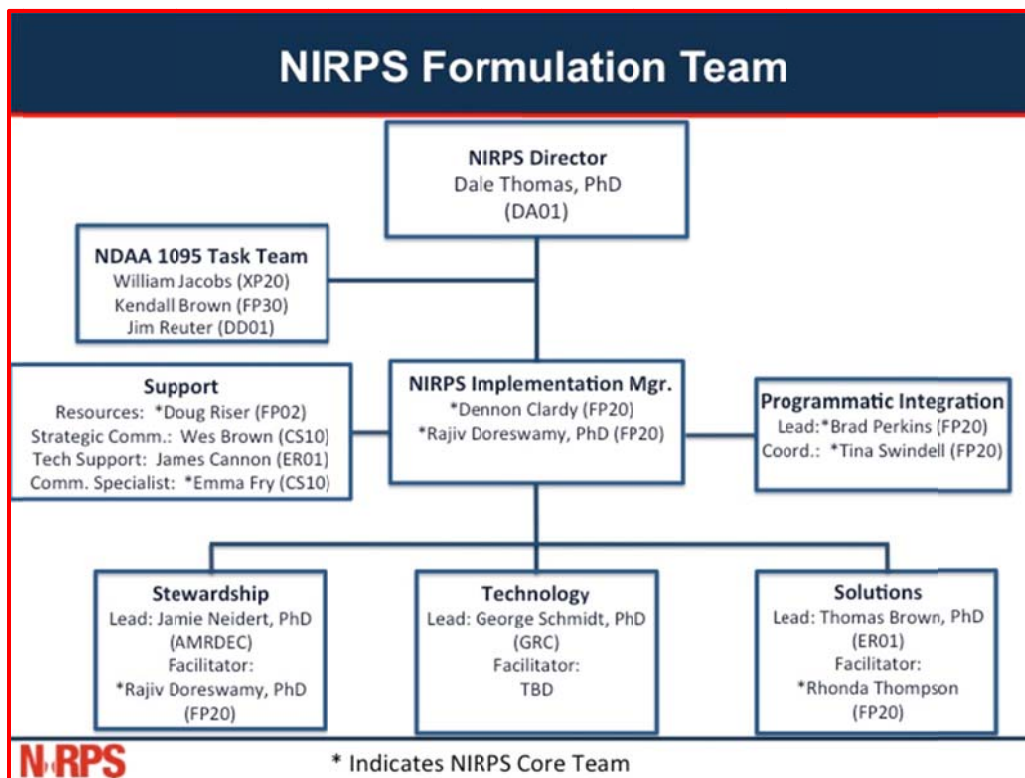 NIRPS Formulation Team
NIRPS Director
Dale Thomas, PhD
(DA01)
NDAA 1095 Task Team
William Jacobs (XP20)
Kendall Brown (FP30)
Jim Reuter (DD01)
Support
Resources: *Doug Riser (FP02)
Strategic Comm.: Wes Brown (CS10)
Tech Support: James Cannon (ER01)
Comm. Specialist: *Emma Fry (CS10)
NIRPS Implementation Mgr.
*Dennon Clardy (FP20)
*Rajiv Doreswamy, PhD (FP20)
Programmatic Integration
Lead:*Brad Perkins (FP20)
Coord.: *Tina Swindell (FP20)
Stewardship
Lead: Jamie Neidert, PhD
(AMRDEC)
Facilitator:
*Rajiv Doreswamy, PhD
(FP20)
Technology
Lead: George Schmidt, PhD
(GRC)
Facilitator:
TBD
Solutions
Lead: Thomas Brown, PhD
(ER01)
Facilitator:
*Rhonda Thompson
(FP20)
NIRPS
* Indicates NIRPS Core Team